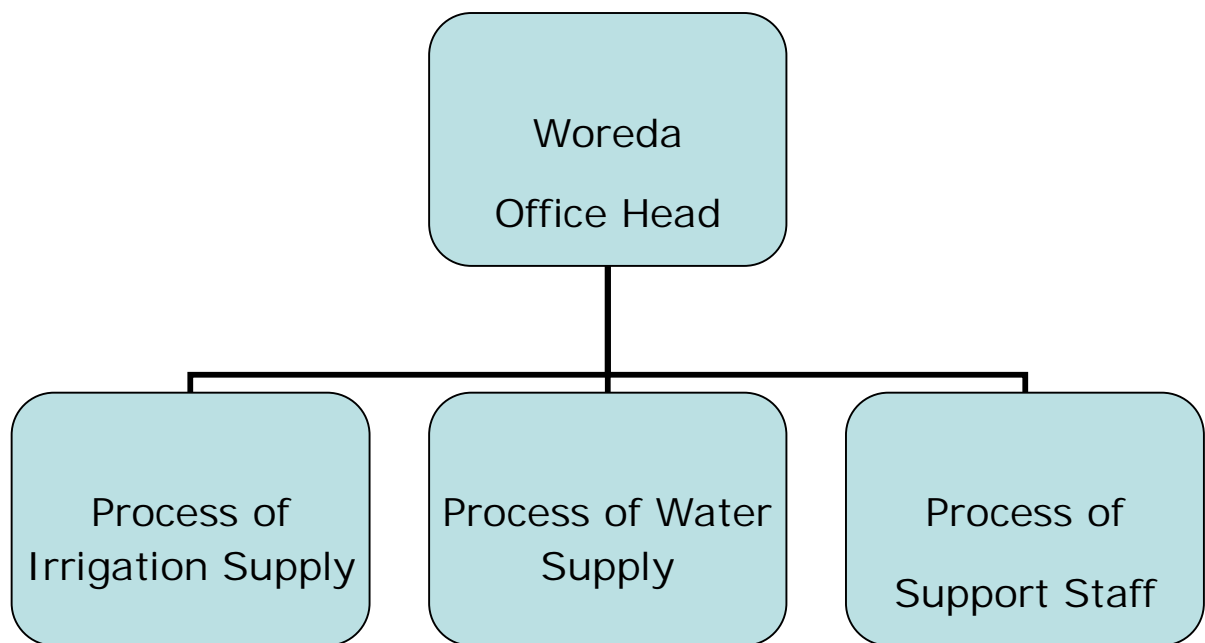 Woreda
Office Head
Process of
Irrigation Supply
Process of Water
Supply
Process of
Support Staff